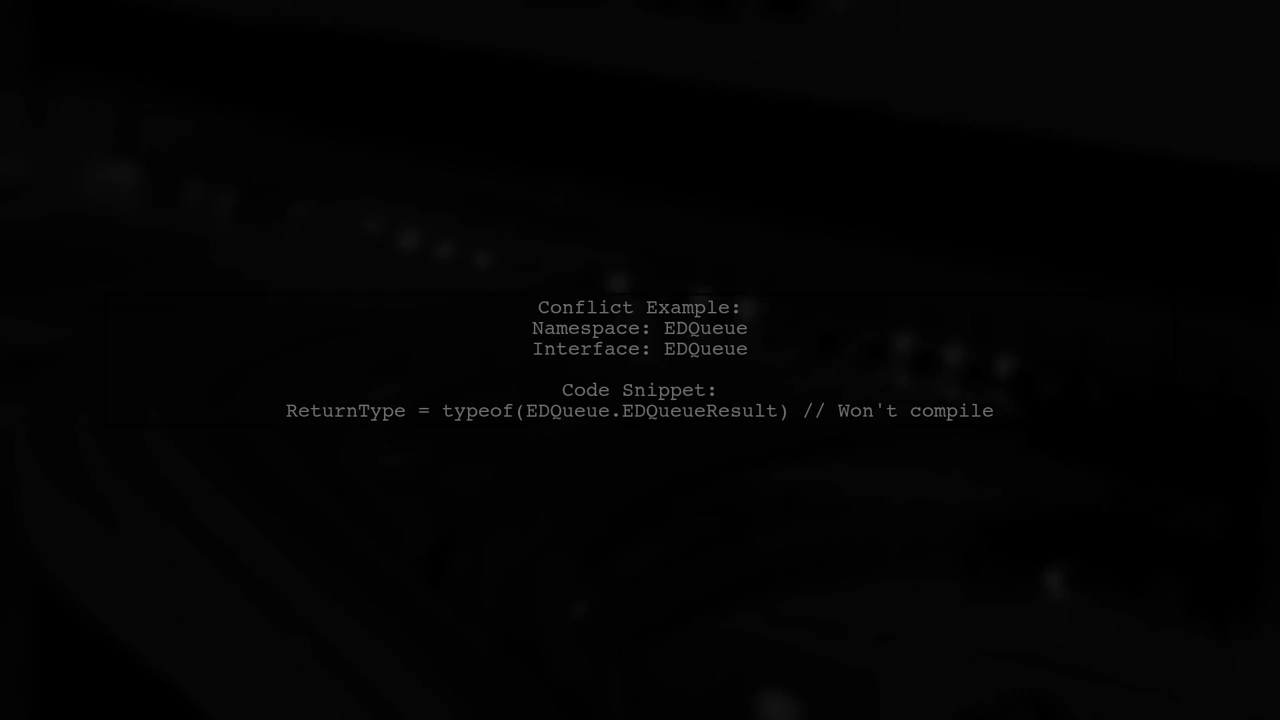 Conflict Example:
Namespace: EDQueue
Interface: EDQueue
Code Snippet:
ReturnType = typeof(EDQueue.EDQueueResult) // Won't compile